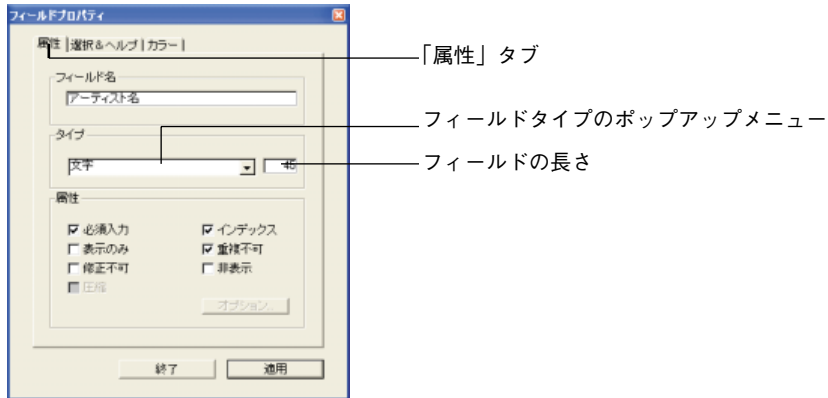 フィールドプロパティ
属性 選択&ヘルプ カラー
「属性」タブ
フィールド名
アーティスト名
フィールドタイプのポップアップメニュー
タイプ
文字 45
フィールドの長さ
属性
必須入力 インデックス
表示のみ 重複不可
修正不可 非表示
圧縮
オプション...
終了 適用